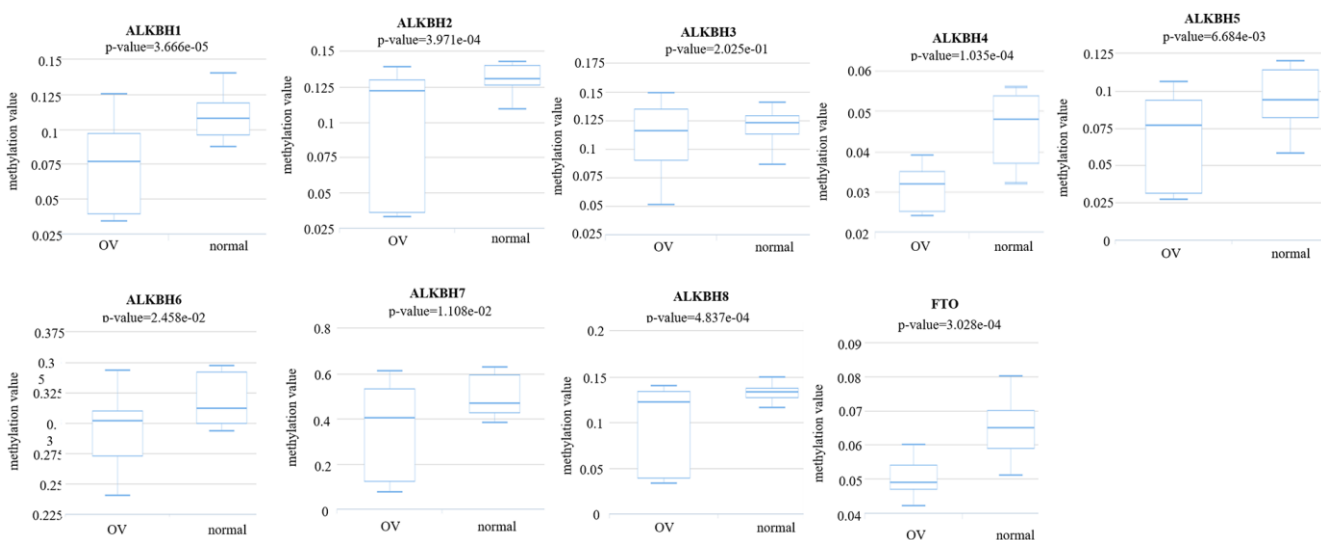 ALKBH1
p-value=3.666e-05
methylation value
0.15
0.125
0.1
0.075
0.05
0.025
OV normal
ALKBH2
p-value=3.971e-04
methylation value
0.15
0.125
0.1
0.075
0.05
0.025
OV normal
ALKBH3
p-value=2.025e-01
methylation value
0.175
0.15
0.125
0.1
0.075
0.05
0.025
OV normal
ALKBH4
p-value=1.035e-04
methylation value
0.06
0.05
0.04
0.03
0.02
OV normal
ALKBH5
p-value=6.684e-03
methylation value
0.125
0.1
0.075
0.05
0.025
0
OV normal
ALKBH6
p-value=2.458e-02
methylation value
0.375
0.3
5
0.325
0.
3
0.275
0.25
0.225
OV normal
ALKBH7
p-value=1.108e-02
methylation value
0.8
0.6
0.4
0.2
0
OV normal
ALKBH8
p-value=4.837e-04
methylation value
0.2
0.15
0.1
0.05
0
OV normal
FTO
p-value=3.028e-04
methylation value
0.09
0.08
0.07
0.06
0.05
0.04
OV normal